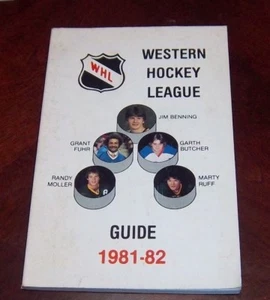 WHL
WESTERN
HOCKEY
LEAGUE
JIM BENNING
GRANT
FUHR
GARTH
BUTCHER
RANDY
MOLLER
MARTY
RUFF
GUIDE
1981-82